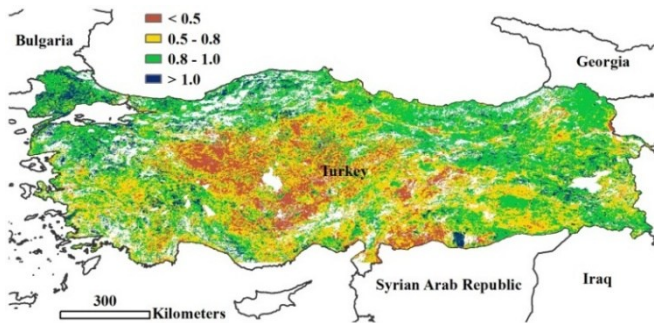 Bulgaria
< 0.5
0.5 - 0.8
0.8 - 1.0
> 1.0
Georgia
Turkey
Syrian Arab Republic
Iraq
300
Kilometers